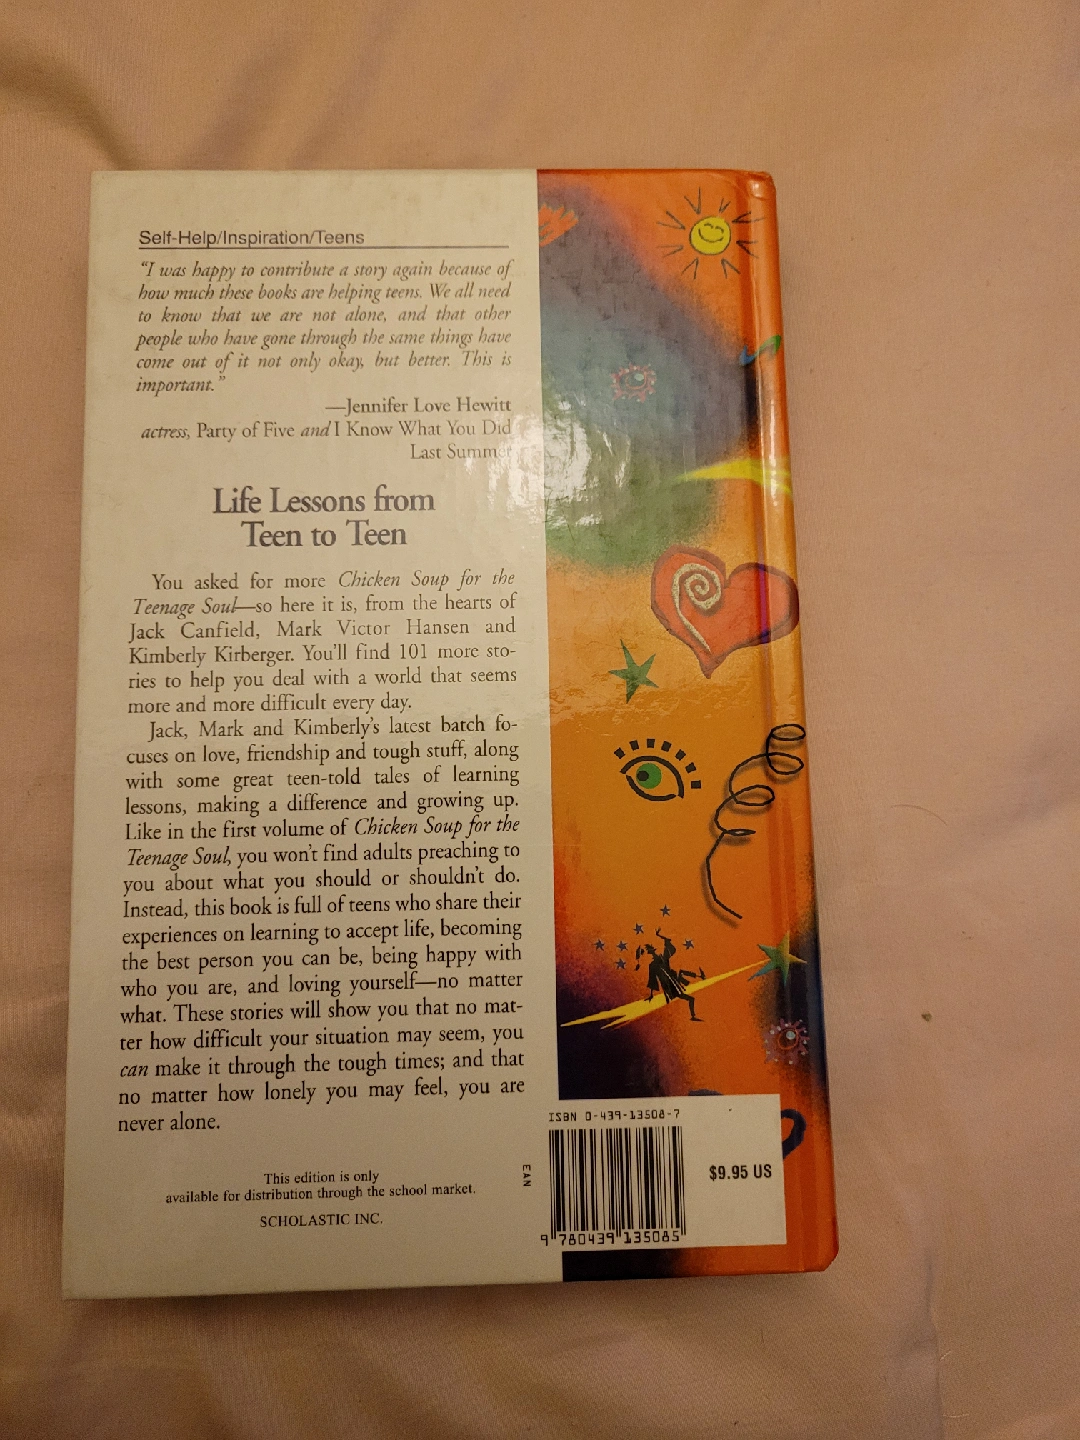 Self-Help/Inspiration/Teens
"I was happy to contribute a story again because of
how much these books are helping teens. We all need
to know that we are not alone, and that other
people who have gone through the same things have
come out of it not only okay, but better. This is
important."
—Jennifer Love Hewitt
actress, Party of Five and I Know What You Did
Last Summer
Life Lessons from
Teen to Teen
You asked for more Chicken Soup for the
Teenage Soul—so here it is, from the hearts of
Jack Canfield, Mark Victor Hansen and
Kimberly Kirberger. You'll find 101 more sto-
ries to help you deal with a world that seems
more and more difficult every day.
Jack, Mark and Kimberly's latest batch fo-
cuses on love, friendship and tough stuff, along
with some great teen-told tales of learning
lessons, making a difference and growing up.
Like in the first volume of Chicken Soup for the
Teenage Soul, you won't find adults preaching to
you about what you should or shouldn't do.
Instead, this book is full of teens who share their
experiences on learning to accept life, becoming
the best person you can be, being happy with
who you are, and loving yourself—no matter
what. These stories will show you that no mat-
ter how difficult your situation may seem, you
can make it through the tough times; and that
no matter how lonely you may feel, you are
never alone.
This edition is only
available for distribution through the school market.
SCHOLASTIC INC.
EAN
ISBN 0-439-13508-7
9 780439 135085
$9.95 US